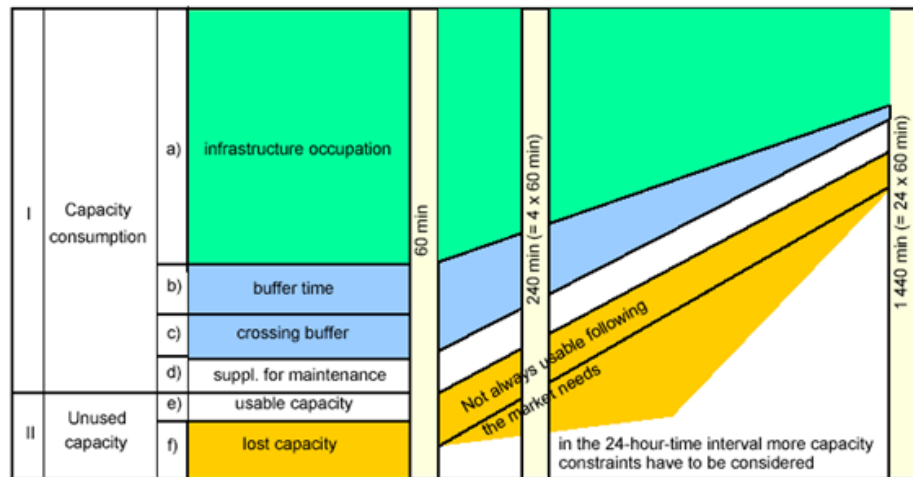 I
Capacity
consumption
a)
infrastructure occupation
b)
buffer time
c)
crossing buffer
d)
suppl. for maintenance
II
Unused
capacity
e)
usable capacity
f)
lost capacity
60 min
240 min (= 4 x 60 min)
1 440 min (= 24 x 60 min)
Not always usable following
the market needs
in the 24-hour-time interval more capacity
constraints have to be considered